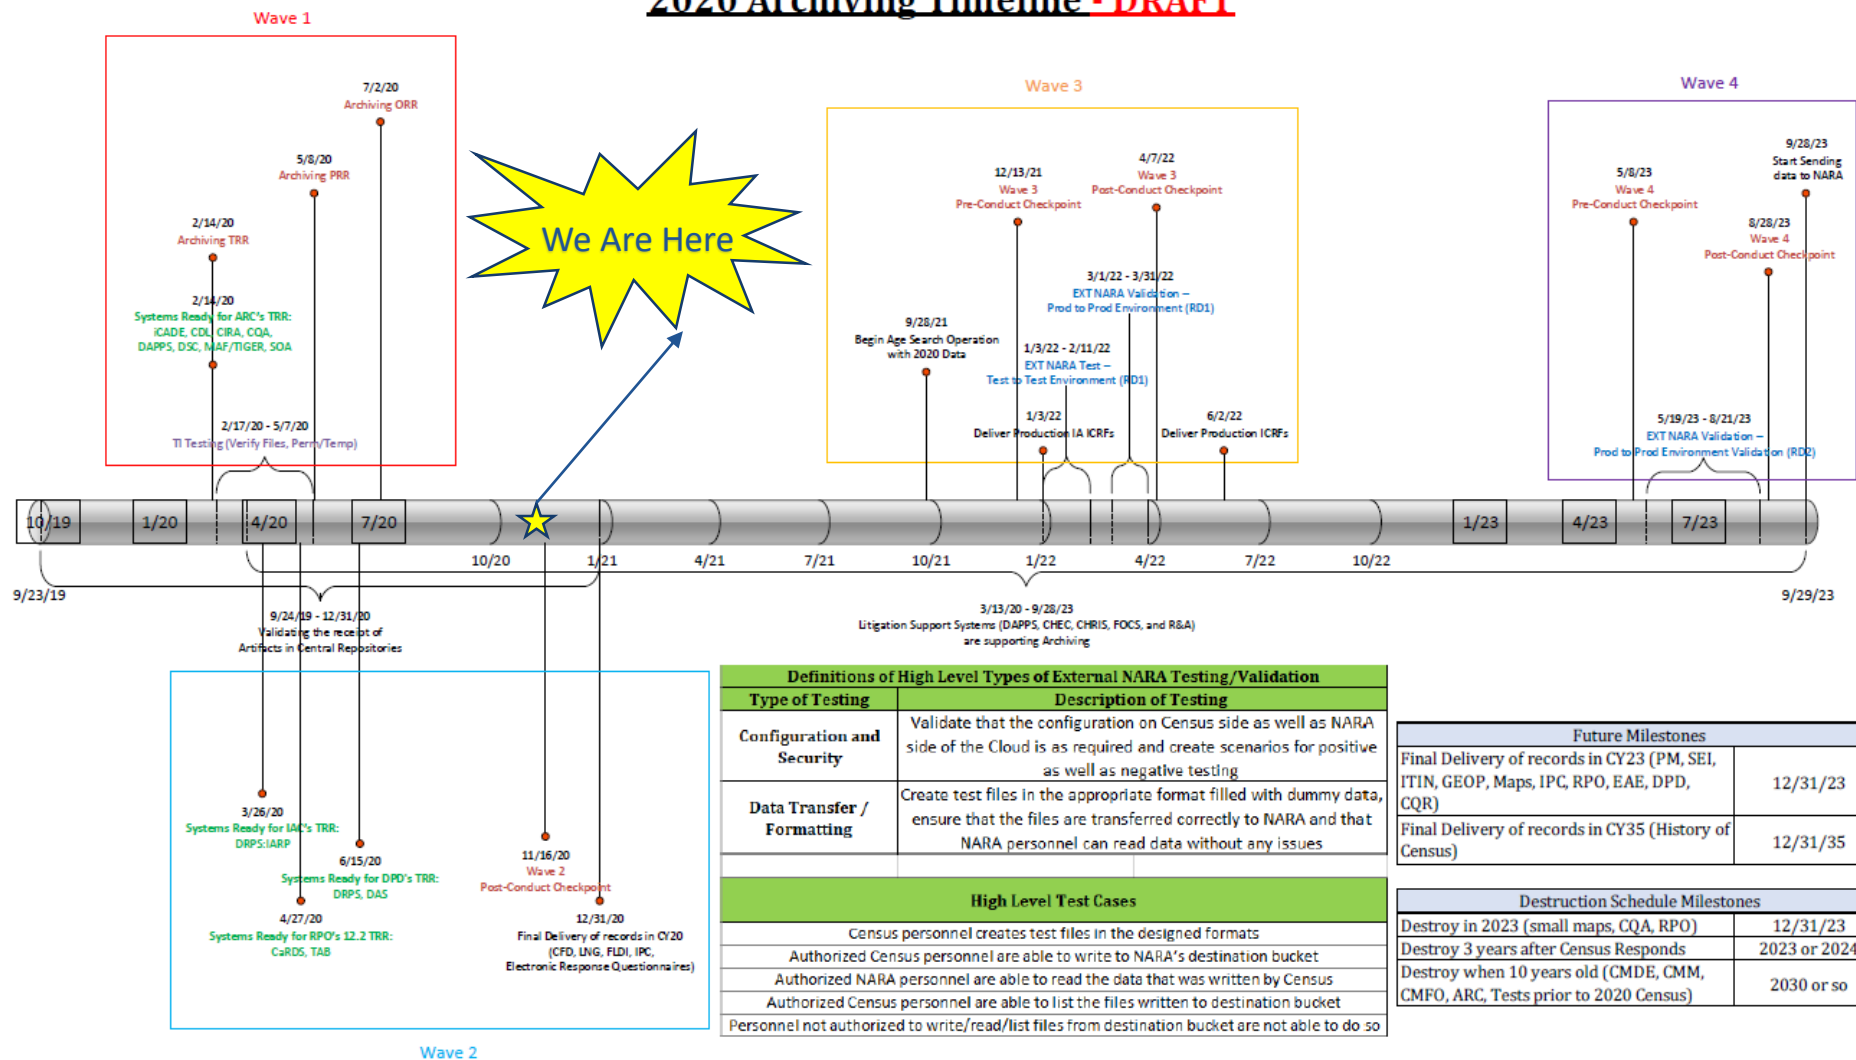 2020 Archiving Timeline - DRAFT
Wave 1
7/2/20
Archiving ORR
5/8/20
Archiving PRR
2/14/20
Archiving TRR
2/14/20
Systems Ready for ARC's TRR:
iCADE, CDL, CIRA, CQA,
DAPPS, DSC, MAF/TIGER, SOA
2/17/20 - 5/7/20
TI Testing (Verify Files, Perm/Temp)
We Are Here
Wave 3
12/13/21
Wave 3
Pre-Conduct Checkpoint
4/7/22
Wave 3
Post-Conduct Checkpoint
3/1/22 - 3/31/22
EXT NARA Validation –
Prod to Prod Environment (RD1)
9/28/21
Begin Age Search Operation
with 2020 Data
1/3/22 - 2/11/22
EXT NARA Test –
Test to Test Environment (RD1)
1/3/22
Deliver Production IA ICRFs
6/2/22
Deliver Production ICRFs
Wave 4
9/28/23
Start Sending
data to NARA
5/8/23
Wave 4
Pre-Conduct Checkpoint
8/28/23
Wave 4
Post-Conduct Checkpoint
5/19/23 - 8/21/23
EXT NARA Validation –
Prod to Prod Environment Validation (RD2)
10/19
1/20
4/20
7/20
10/20
1/21
4/21
7/21
10/21
1/22
4/22
7/22
10/22
1/23
4/23
7/23
9/23/19
9/29/23
9/24/19 - 12/31/20
Validating the receipt of
Artifacts in Central Repositories
3/13/20 - 9/28/23
Litigation Support Systems (DAPPS, CHEC, CHRIS, FOCS, and R&A)
are supporting Archiving
3/26/20
Systems Ready for IAC's TRR:
DRPS:IARP
6/15/20
Systems Ready for DPD's TRR:
DRPS, DAS
4/27/20
Systems Ready for RPO's 12.2 TRR:
CaRDS, TAB
11/16/20
Wave 2
Post-Conduct Checkpoint
12/31/20
Final Delivery of records in CY20
(CFD, LNG, FLDI, IPC,
Electronic Response Questionnaires)
Wave 2
Definitions of High Level Types of External NARA Testing/Validation
Type of Testing Description of Testing
Configuration and
Security
Validate that the configuration on Census side as well as NARA
side of the Cloud is as required and create scenarios for positive
as well as negative testing
Data Transfer /
Formatting
Create test files in the appropriate format filled with dummy data,
ensure that the files are transferred correctly to NARA and that
NARA personnel can read data without any issues
High Level Test Cases
Census personnel creates test files in the designed formats
Authorized Census personnel are able to write to NARA's destination bucket
Authorized NARA personnel are able to read the data that was written by Census
Authorized Census personnel are able to list the files written to destination bucket
Personnel not authorized to write/read/list files from destination bucket are not able to do so
Future Milestones
Final Delivery of records in CY23 (PM, SEI,
ITIN, GEOP, Maps, IPC, RPO, EAE, DPD,
CQR)
12/31/23
Final Delivery of records in CY35 (History of
Census)
12/31/35
Destruction Schedule Milestones
Destroy in 2023 (small maps, CQA, RPO) 12/31/23
Destroy 3 years after Census Responds 2023 or 2024
Destroy when 10 years old (CMDE, CMM,
CMFO, ARC, Tests prior to 2020 Census)
2030 or so